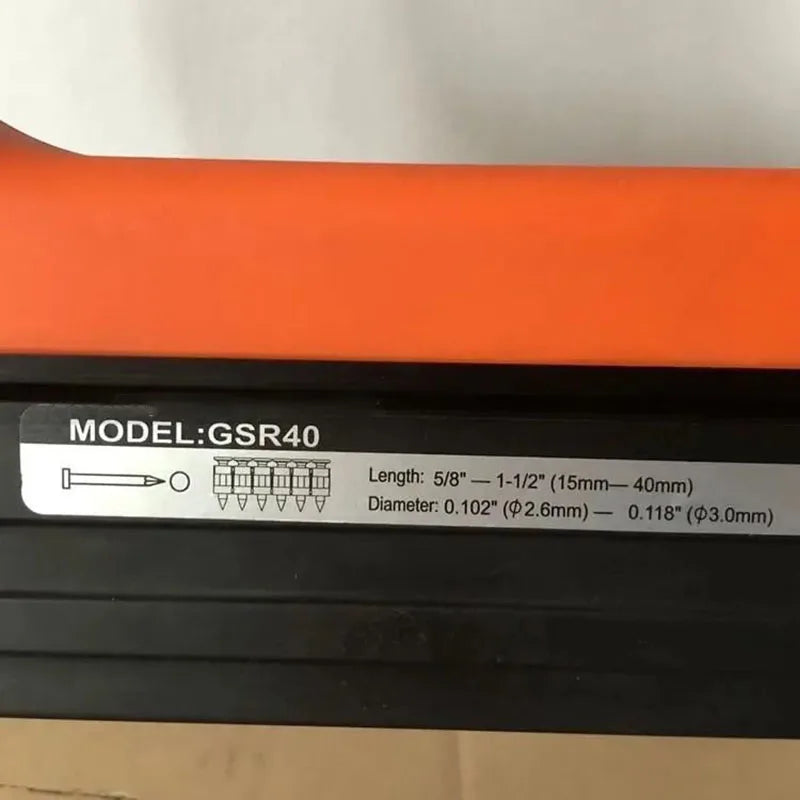 MODEL:GSR40
Length: 5/8" — 1-1/2" (15mm— 40mm)
Diameter: 0.102" (Φ2.6mm) — 0.118" (Φ3.0mm)